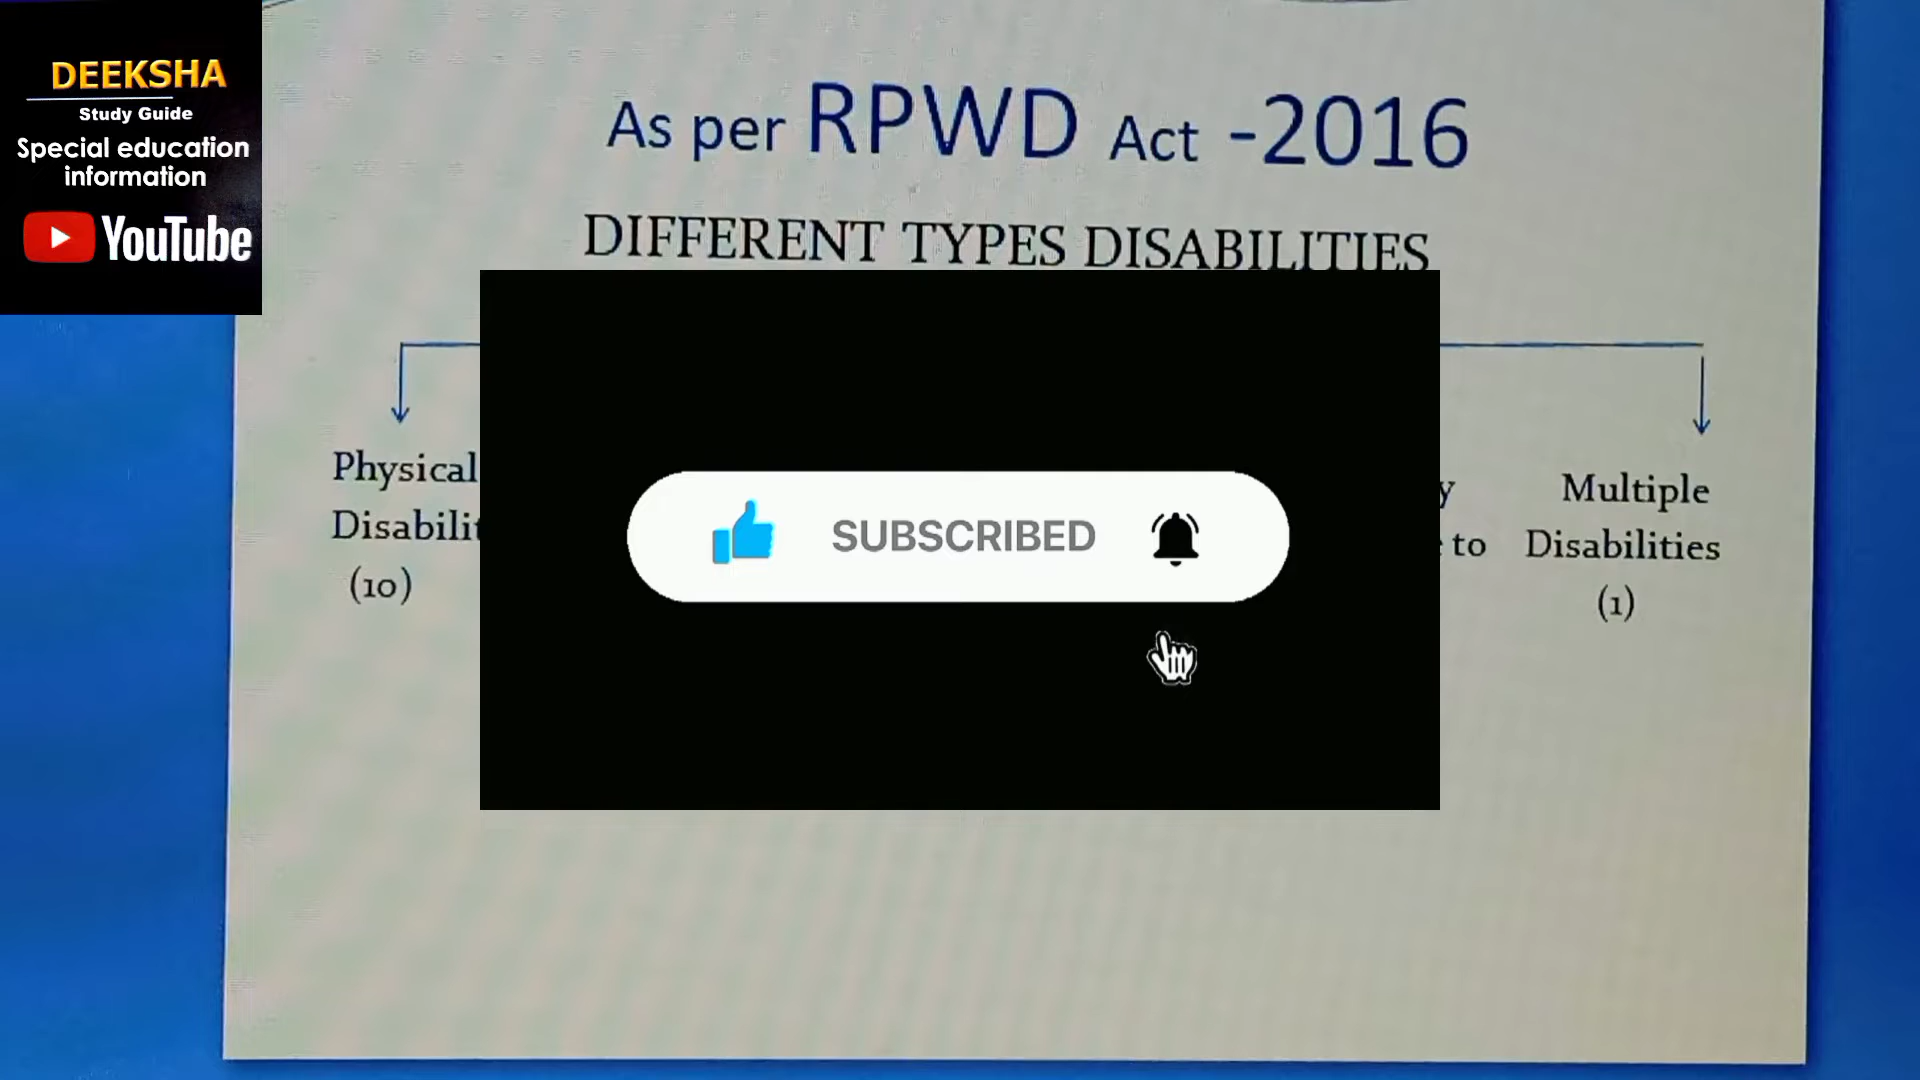 DEEKSHA
Study Guide
Special education
information
YouTube
As per RPWD Act -2016
DIFFERENT TYPES DISABILITIES
Physical
Disabilit
(10)
SUBSCRIBED
y
to
Multiple
Disabilities
(1)